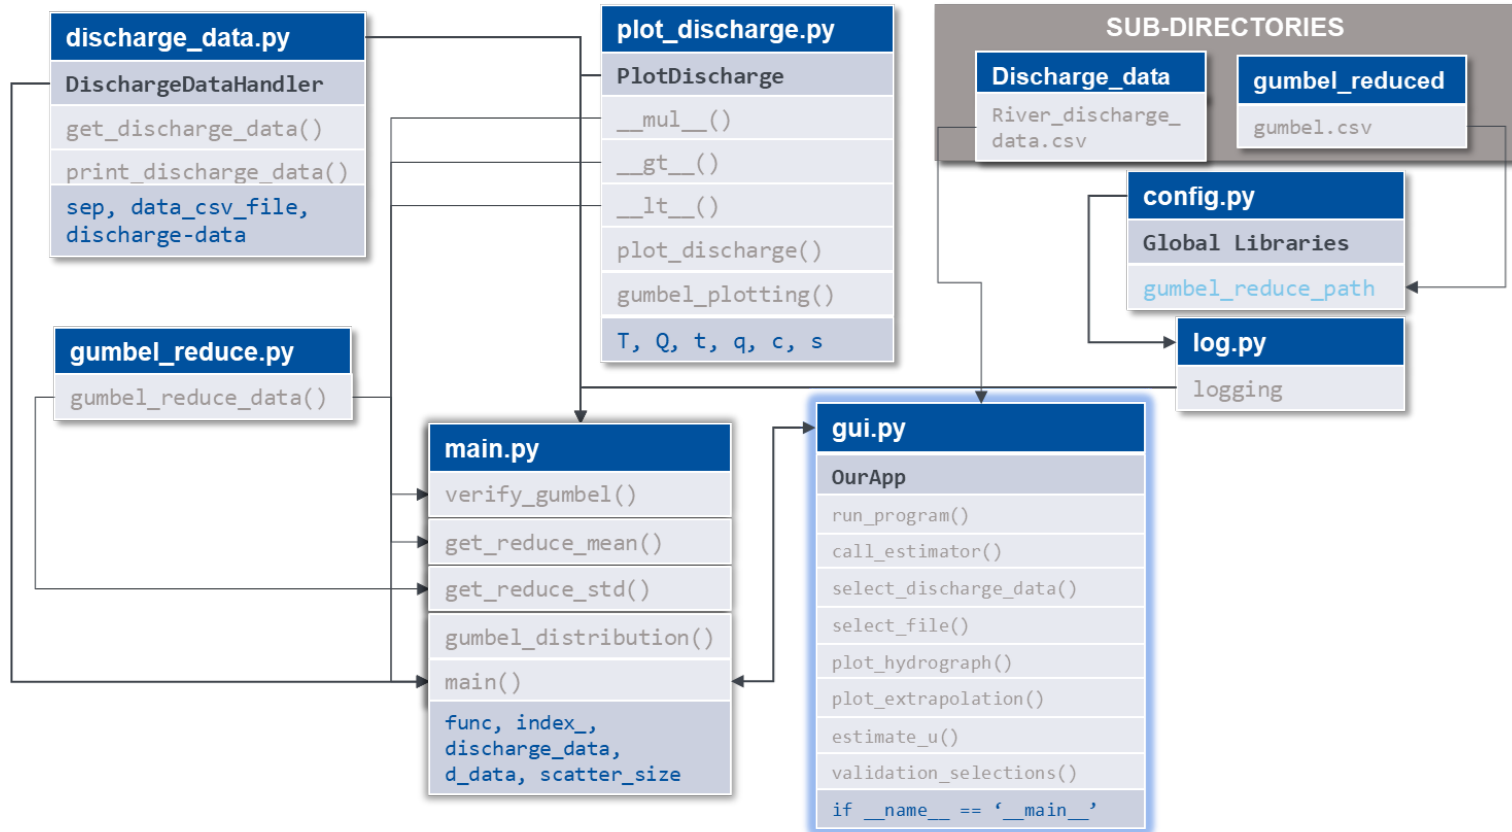 discharge_data.py
DischargeDataHandler
get_discharge_data()
print_discharge_data()
sep, data_csv_file,
discharge-data
plot_discharge.py
PlotDischarge
__mul__()
__gt__()
__lt__()
plot_discharge()
gumbel_plotting()
T, Q, t, q, c, s
SUB-DIRECTORIES
Discharge_data
River_discharge_
data.csv
gumbel_reduced
gumbel.csv
config.py
Global Libraries
gumbel_reduce_path
log.py
logging
gumbel_reduce.py
gumbel_reduce_data()
main.py
verify_gumbel()
get_reduce_mean()
get_reduce_std()
gumbel_distribution()
main()
func, index_,
discharge_data,
d_data, scatter_size
gui.py
OurApp
run_program()
call_estimator()
select_discharge_data()
select_file()
plot_hydrograph()
plot_extrapolation()
estimate_u()
validation_selections()
if __name__ == ‘__main__’